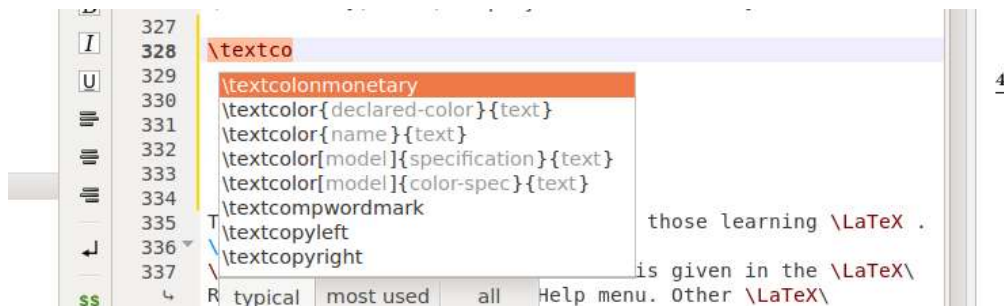 B
327
I 328 \textco
U 329 \textcolonmonetary
330 \textcolor{declared-color}{text}
331 \textcolor{name}{text}
332 \textcolor[model]{specification}{text}
333 \textcolor[model]{color-spec}{text}
334 \textcompwordmark
335 T \textcopyleft those learning \LaTeX .
336 \ \textcopyright
337 \ is given in the \LaTeX\
$$ R typical most used all Help menu. Other \LaTeX\
4